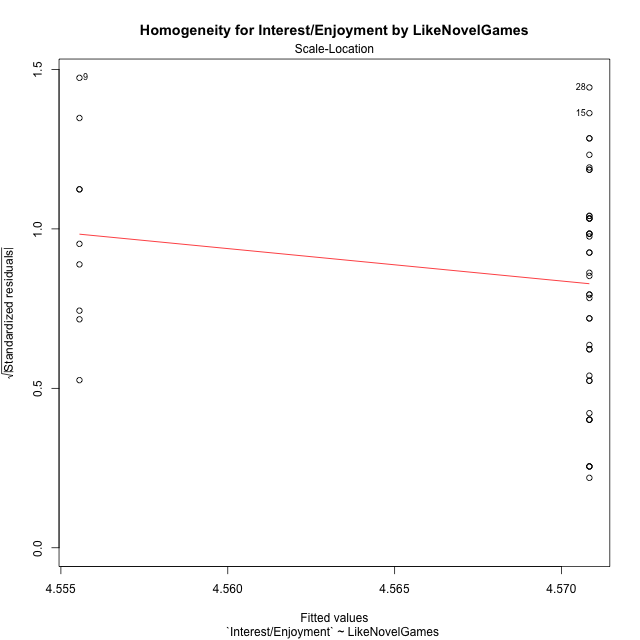 Homogeneity for Interest/Enjoyment by LikeNovelGames
Scale-Location
1.5
1.0
0.5
0.0
√|Standardized residuals|
9
28
15
4.555
4.560
4.565
4.570
Fitted values
`Interest/Enjoyment` ~ LikeNovelGames